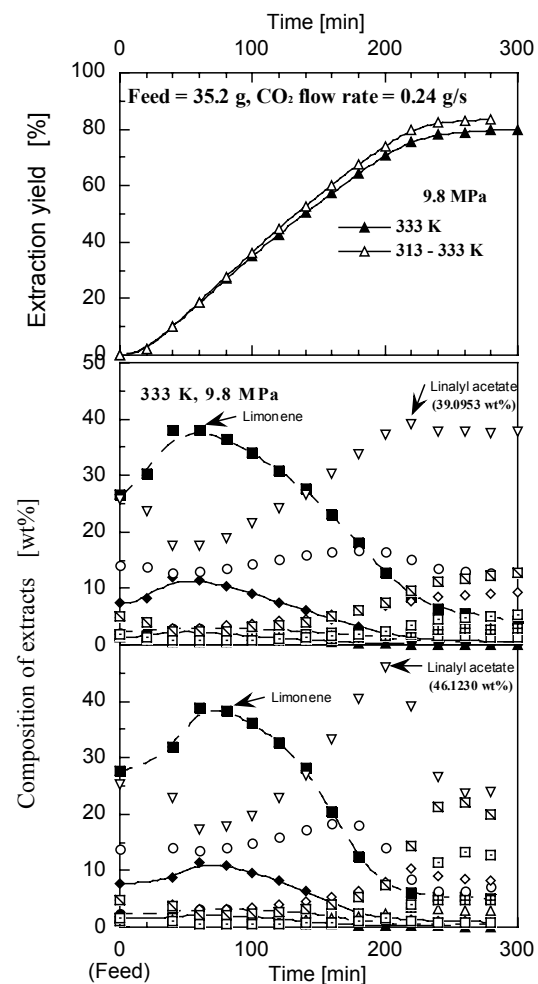 Time [min]
0 100 200 300
100
80
60
40
20
0
Extraction yield [%]
Feed = 35.2 g, CO₂ flow rate = 0.24 g/s
9.8 MPa
333 K
313 - 333 K
50
40
30
20
10
0
333 K, 9.8 MPa
Limonene
Linalyl acetate
(39.0953 wt%)
Composition of extracts [wt%]
40
30
20
10
0
Limonene
Linalyl acetate
(46.1230 wt%)
0 100 200 300
(Feed) Time [min]